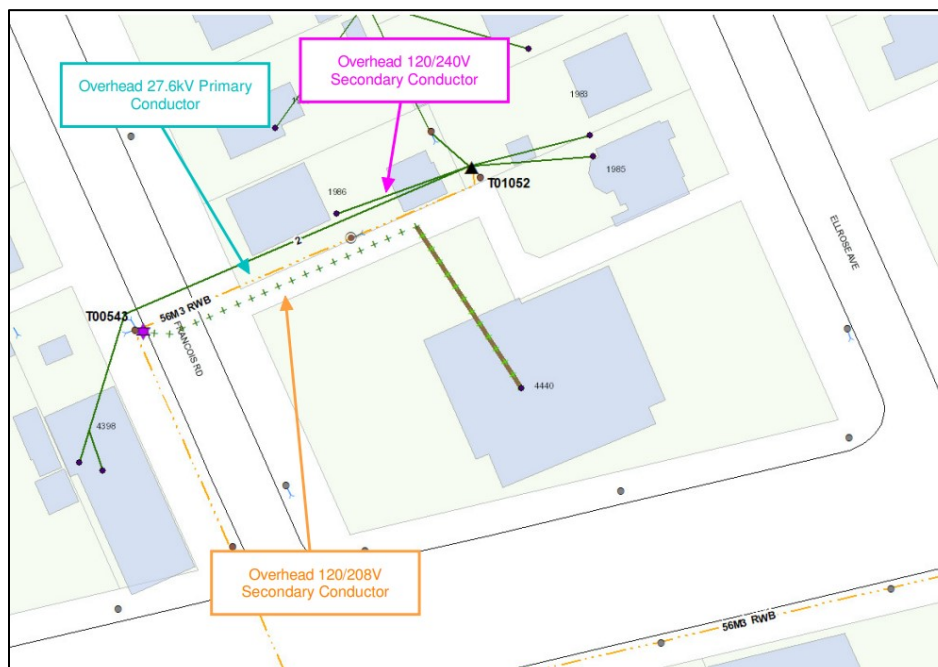 Overhead 27.6kV Primary
Conductor
Overhead 120/240V
Secondary Conductor
1983
1985
T01052
1986
2
ELLROSE AVE
56M3 RWB
T00543
FRANCOIS RD
4440
4398
Overhead 120/208V
Secondary Conductor
56M3 RWB